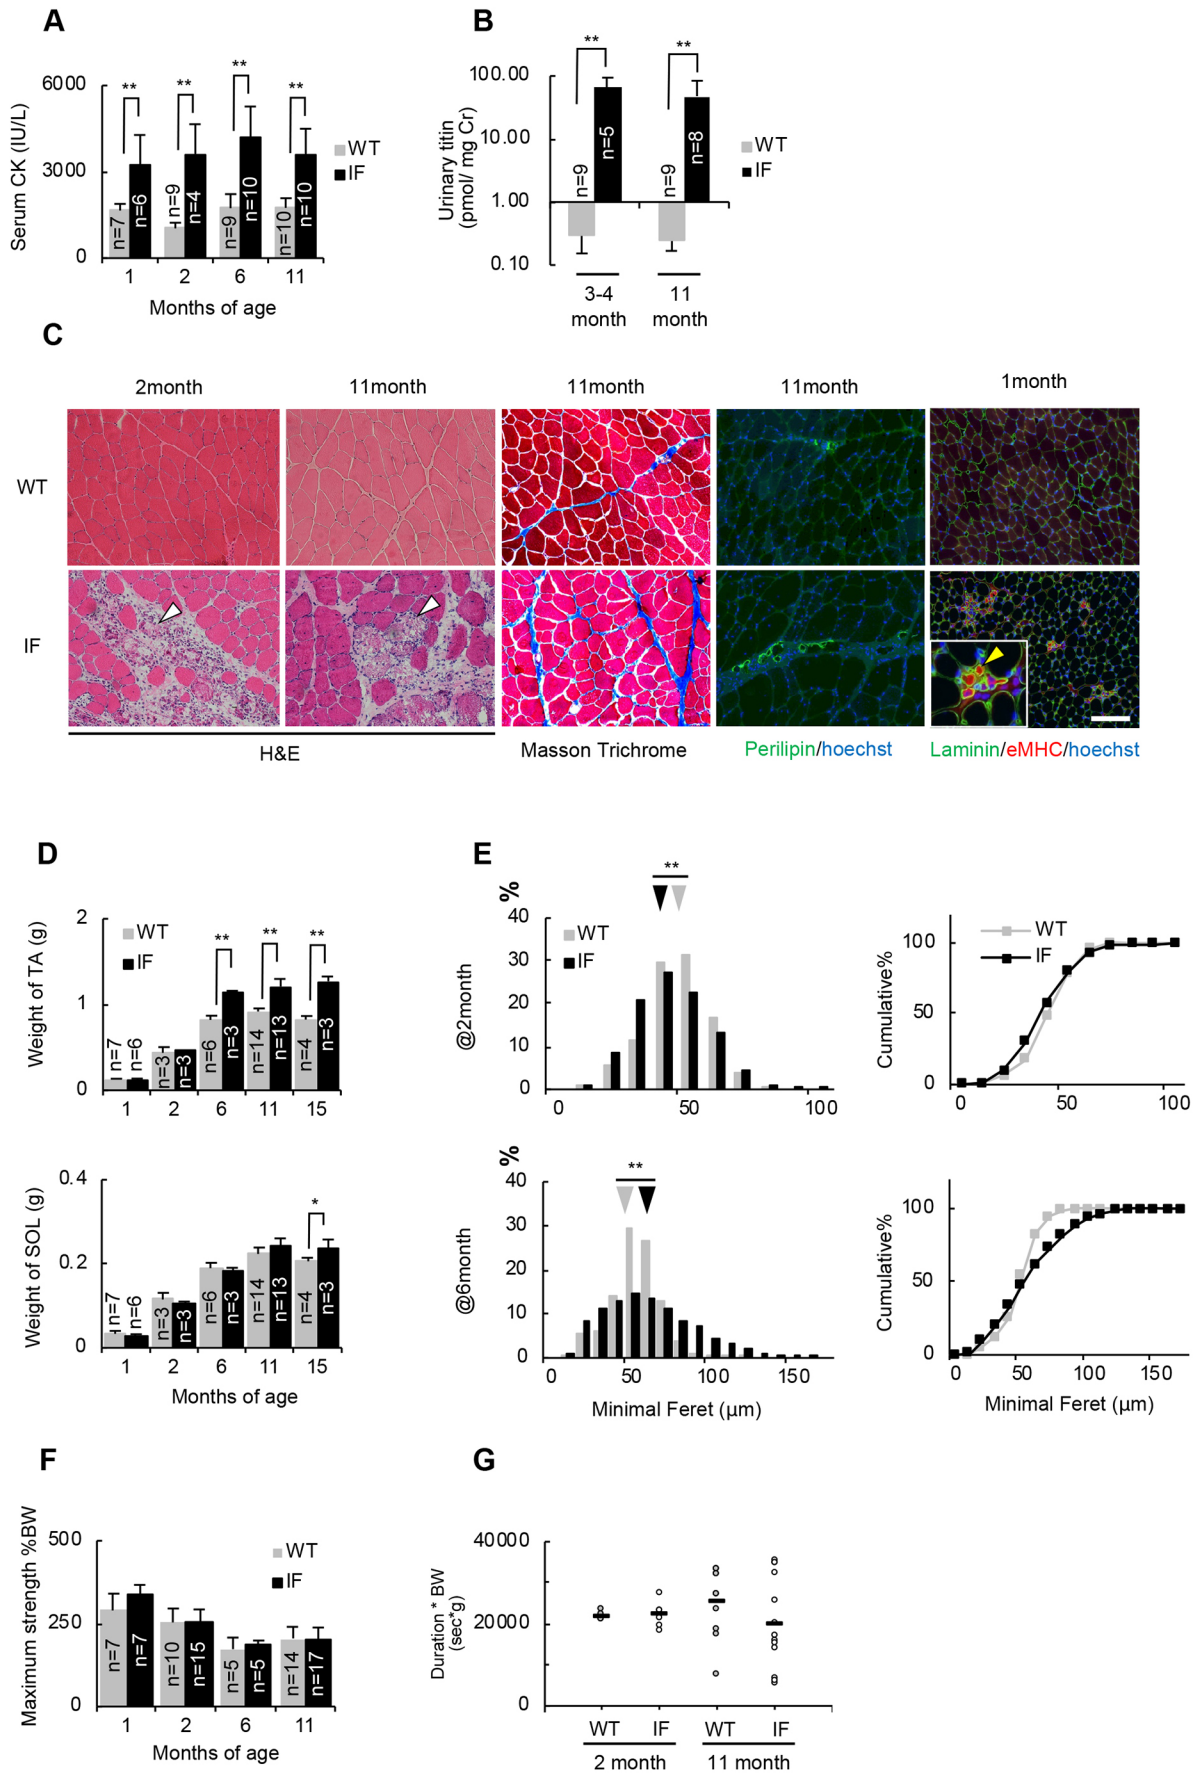 A
Serum CK (IU/L)
6000
3000
0
**
**
**
**
n=7
n=6
n=9
n=4
n=9
n=10
n=10
n=10
WT
IF
1 2 6 11
Months of age
B
Urinary titin
(pmol/ mg Cr)
100.00
10.00
1.00
0.10
**
**
n=9
n=5
n=9
n=8
WT
IF
3-4
month
11
month
C
2month 11month 11month 11month 1month
WT
IF
H&E
Masson Trichrome
Perilipin/hoechst
Laminin/eMHC/hoechst
D
Weight of TA (g)
2
1
0
WT
IF
**
**
**
n=7
n=6
n=3
n=3
n=6
n=3
n=14
n=13
n=4
n=3
1 2 6 11 15
Weight of SOL (g)
0.4
0.2
0
*
n=7
n=6
n=3
n=3
n=6
n=3
n=14
n=13
n=4
n=3
1 2 6 11 15
Months of age
E
%
@2month
40
30
20
10
0
WT
IF
**
0 50 100
Cumulative%
100
50
0
WT
IF
0 50 100
%
@6month
40
30
20
10
0
**
0 50 100 150
Minimal Feret (μm)
Cumulative%
100
50
0
0 50 100 150
Minimal Feret (μm)
F
Maximum strength %BW
500
250
0
WT
IF
n=7
n=7
n=10
n=15
n=5
n=5
n=14
n=17
1 2 6 11
Months of age
G
Duration * BW
(sec*g)
40000
20000
0
WT IF WT IF
2 month 11 month